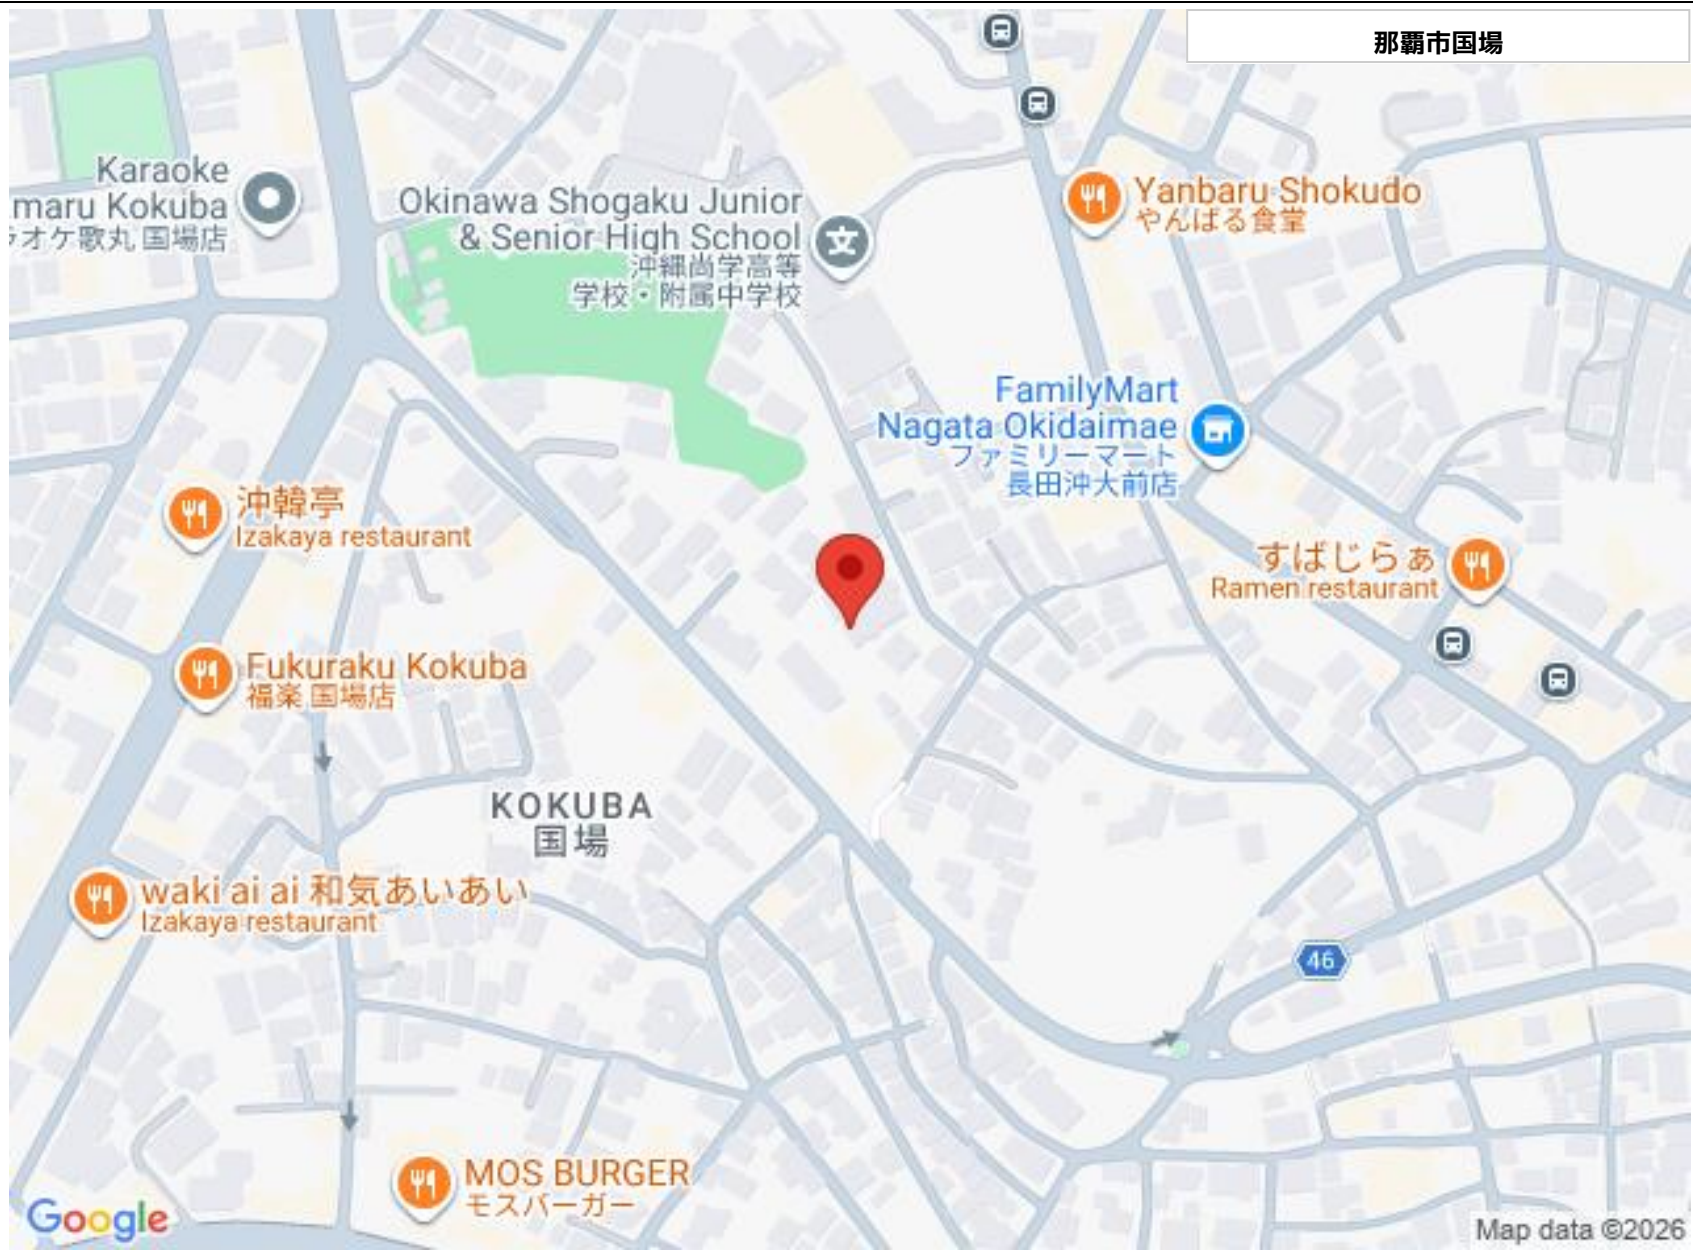 那覇市国場
Karaoke
maru Kokuba
オケ歌丸 国場店
Okinawa Shogaku Junior
& Senior High School
沖縄尚学高等
学校・附属中学校
Yanbaru Shokudo
やんばる食堂
FamilyMart
Nagata Okidaimae
ファミリーマート
長田沖大前店
沖韓亭
Izakaya restaurant
すばじらぁ
Ramen restaurant
Fukuraku Kokuba
福楽 国場店
KOKUBA
国場
waki ai ai 和気あいあい
Izakaya restaurant
46
MOS BURGER
モスバーガー
Google
Map data ©2026